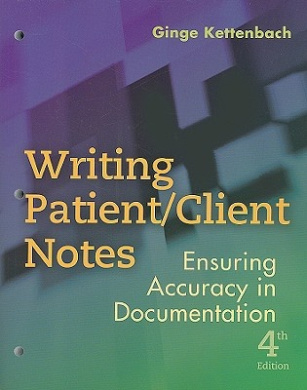 Ginge Kettenbach
Writing
Patient/Client
Notes
Ensuring
Accuracy in
Documentation
4th
Edition